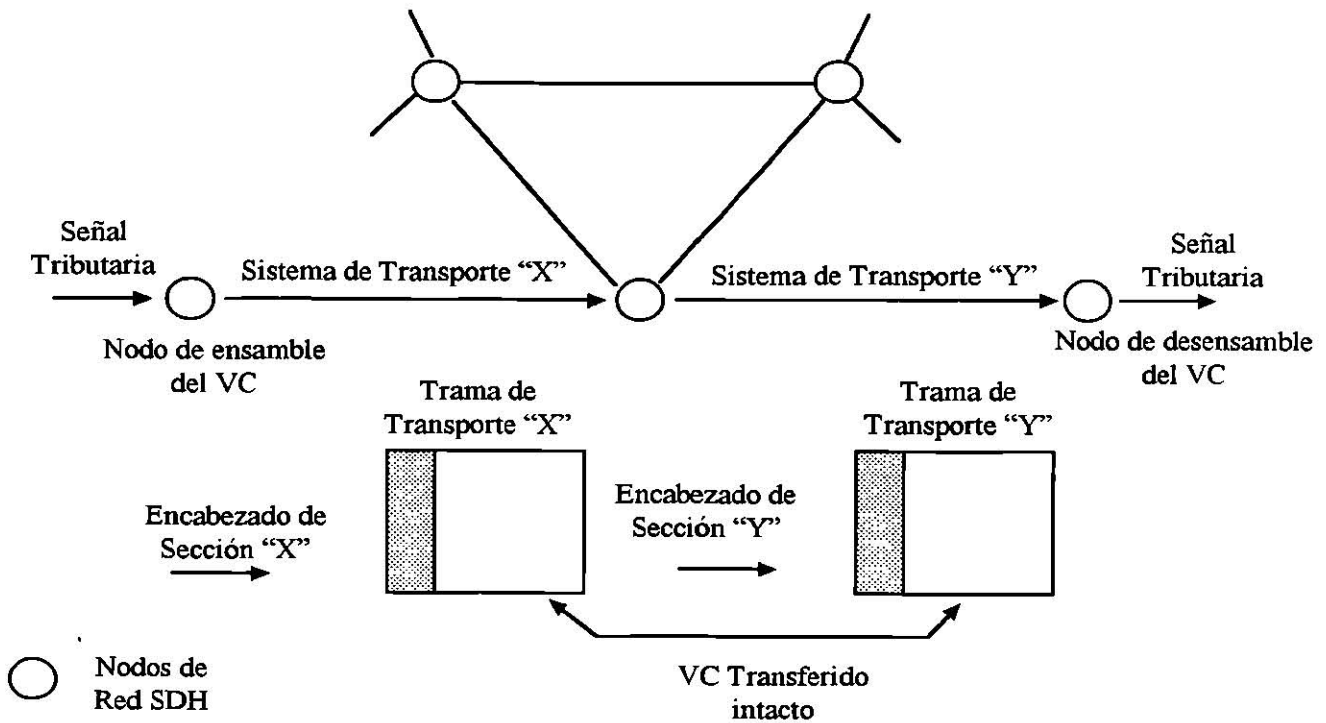 Señal
Tributaria
Sistema de Transporte “X”
Sistema de Transporte “Y”
Señal
Tributaria
Nodo de ensamble
del VC
Nodo de desensamble
del VC
Trama de
Transporte “X”
Trama de
Transporte “Y”
Encabezado de
Sección “X”
Encabezado de
Sección “Y”
Nodos de
Red SDH
VC Transferido
intacto